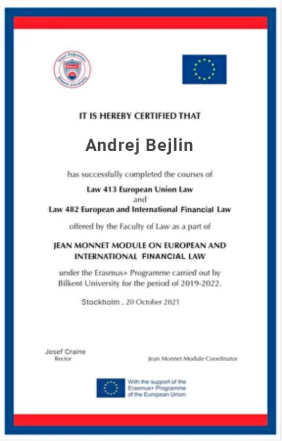 IT IS HEREBY CERTIFIED THAT
Andrej Bejlin
has successfully completed the courses of
Law 413 European Union Law
and
Law 482 European and International Financial Law
offered by the Faculty of Law as a part of
JEAN MONNET MODULE ON EUROPEAN AND
INTERNATIONAL FINANCIAL LAW
under the Erasmus+ Programme carried out by
Bilkent University for the period of 2019-2022.
Stockholm , 20 October 2021
Josef Craine
Rector
Jean Monnet Module Coordinator
With the support of the
Erasmus+ Programme
of the European Union